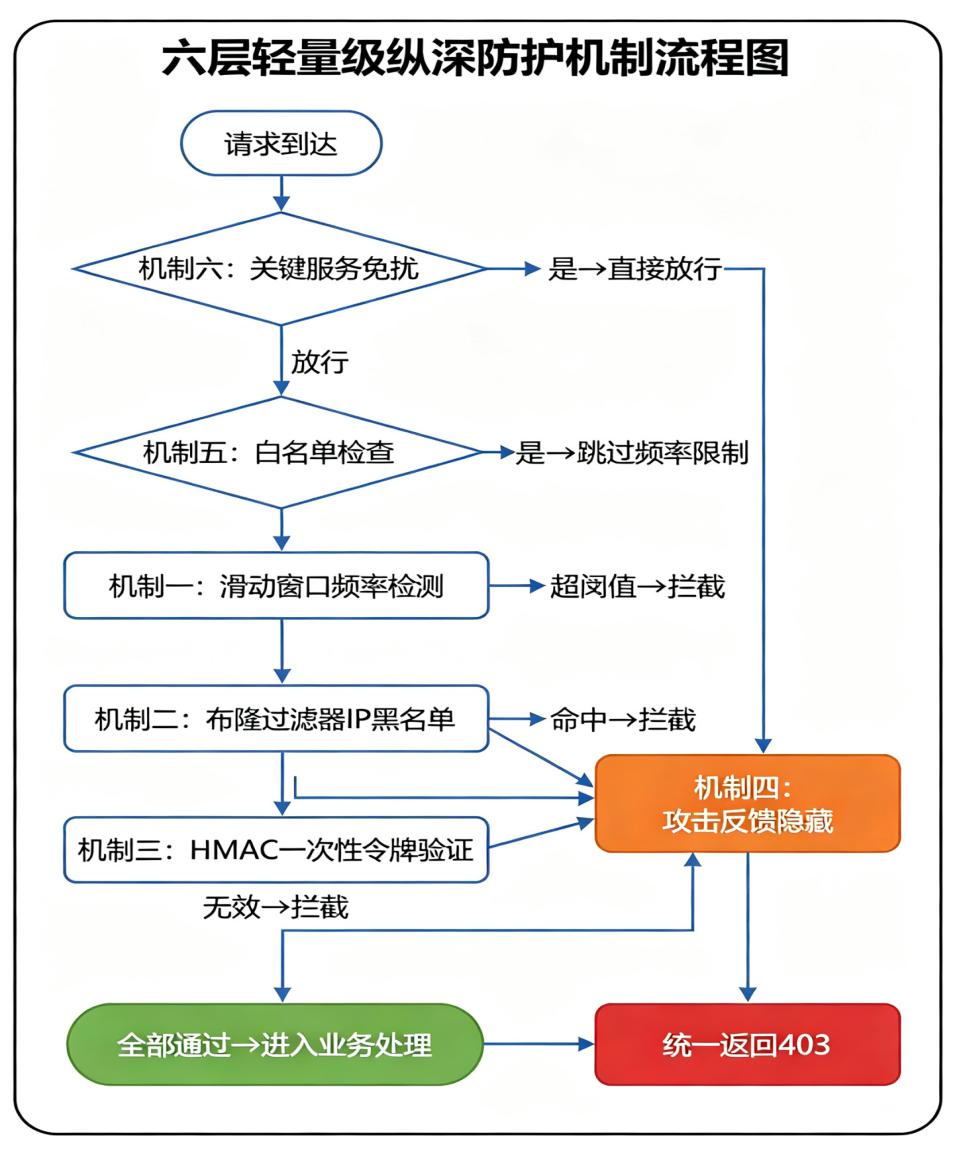 六层轻量级纵深防护机制流程图
请求到达
机制六：关键服务免扰
是→直接放行
放行
机制五：白名单检查
是→跳过频率限制
机制一：滑动窗口频率检测
超阅值→拦截
机制二：布隆过滤器IP黑名单
命中→拦截
机制四：
攻击反馈隐藏
机制三：HMAC一次性令牌验证
无效→拦截
全部通过→进入业务处理
统一返回403